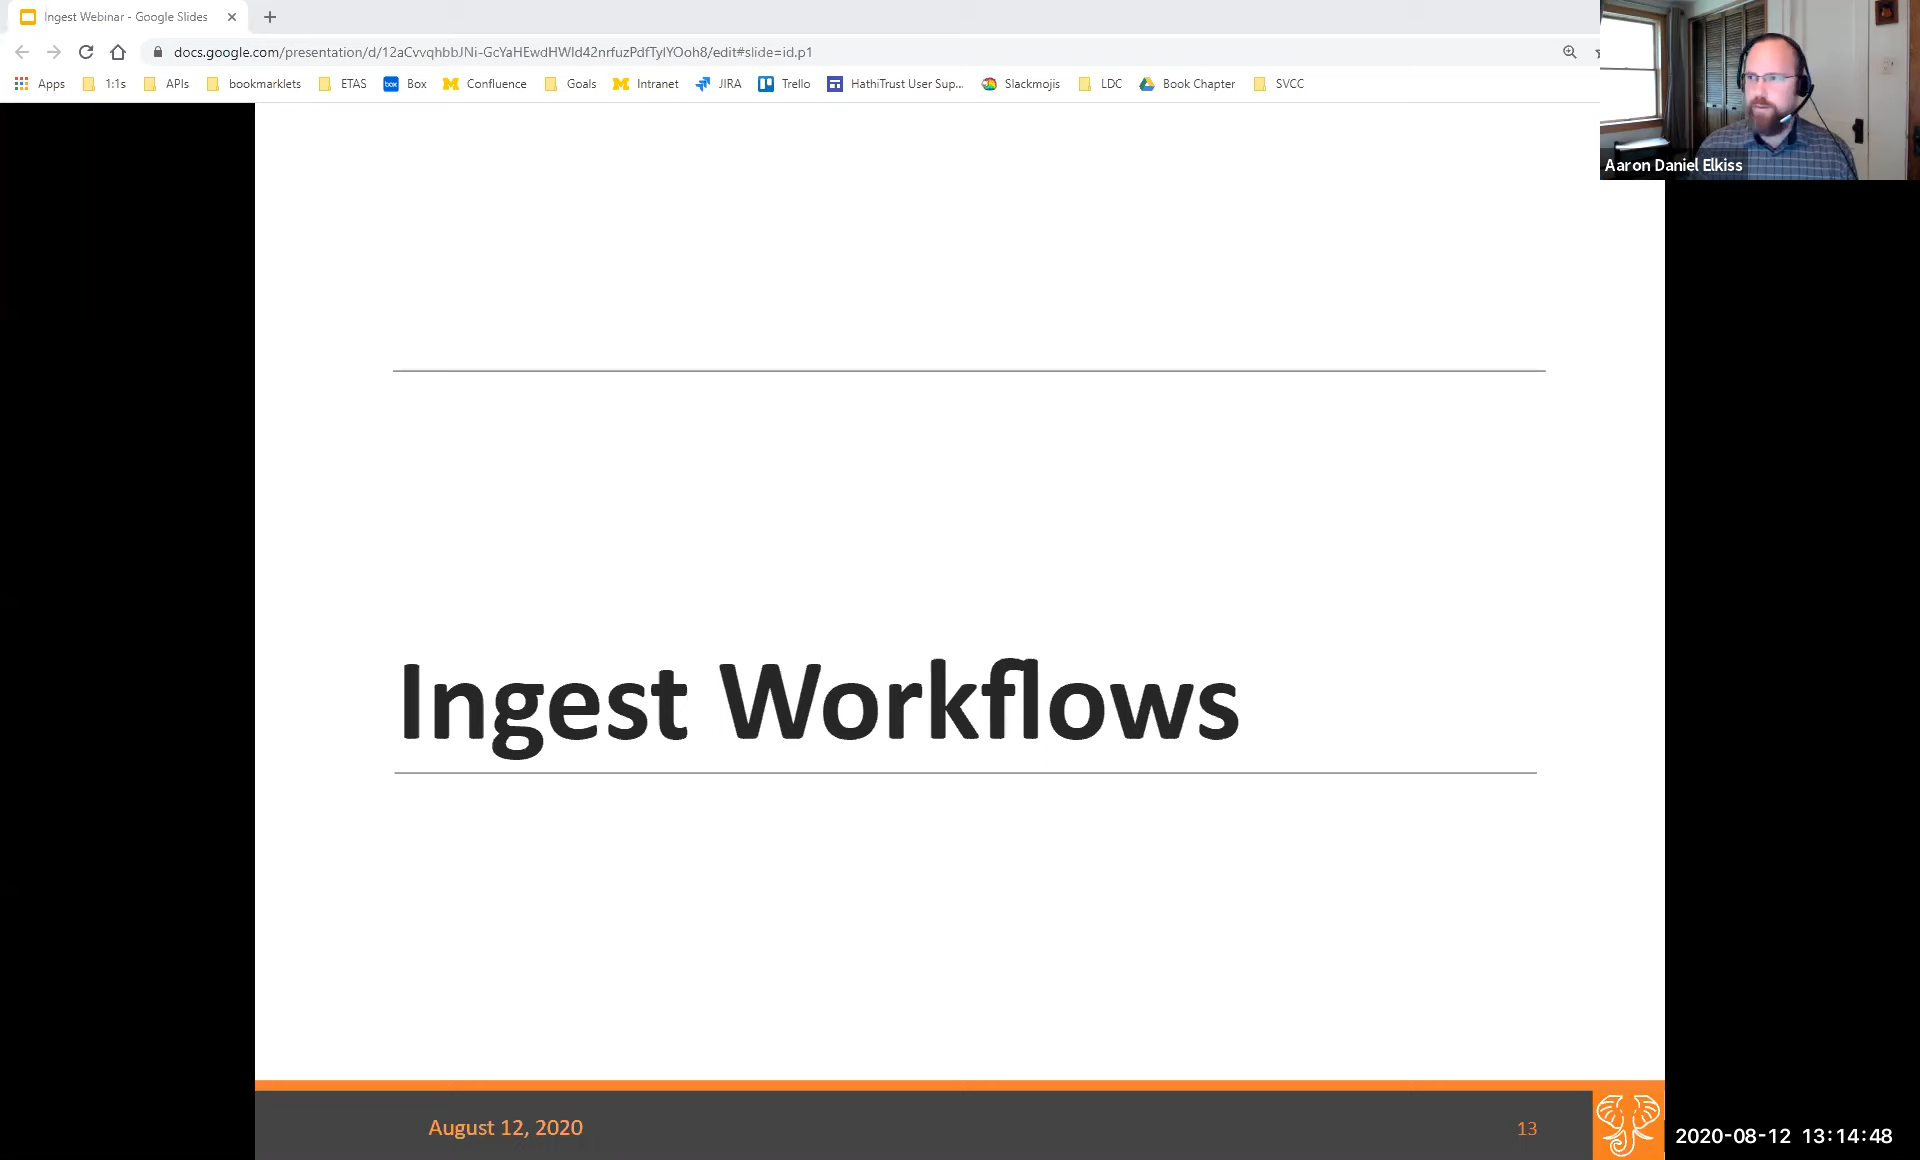 Ingest Webinar - Google Slides
docs.google.com/presentation/d/12aCvvqhbbJNi-GcYaHEwdHWId42nrfuzPdfTylYOoh8/edit#slide=id.p1
Apps 1:1s APIs bookmarklets ETAS box Box Confluence Goals Intranet JIRA Trello HathiTrust User Sup... Slackmojis LDC Book Chapter SVCC
Aaron Daniel Elkiss
Ingest Workflows
August 12, 2020
13
2020-08-12 13:14:48